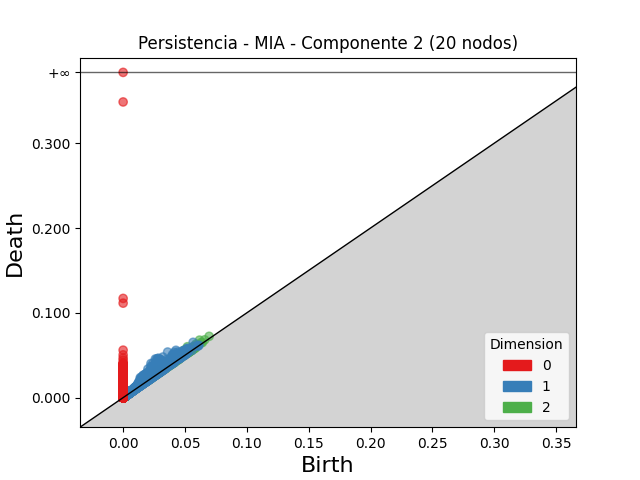 Persistencia - MIA - Componente 2 (20 nodos)
+∞
0.300
0.200
0.100
0.000
Death
Dimension
0
1
2
0.00 0.05 0.10 0.15 0.20 0.25 0.30 0.35
Birth